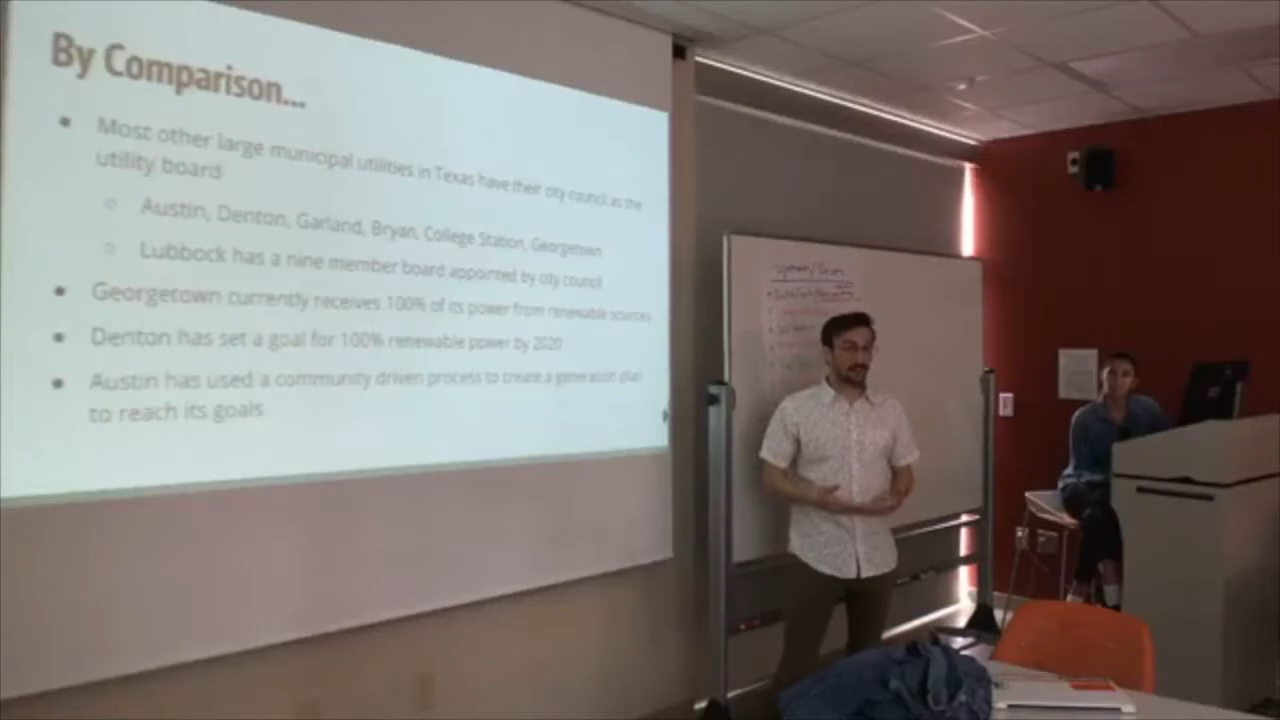 By Comparison...
• Most other large municipal utilities in Texas have their city council as the
utility board
○ Austin, Denton, Garland, Bryan, College Station, Georgetown
○ Lubbock has a nine member board appointed by city council
• Georgetown currently receives 100% of its power from renewable sources
• Denton has set a goal for 100% renewable power by 2020
• Austin has used a community driven process to create a generation plan
to reach its goals